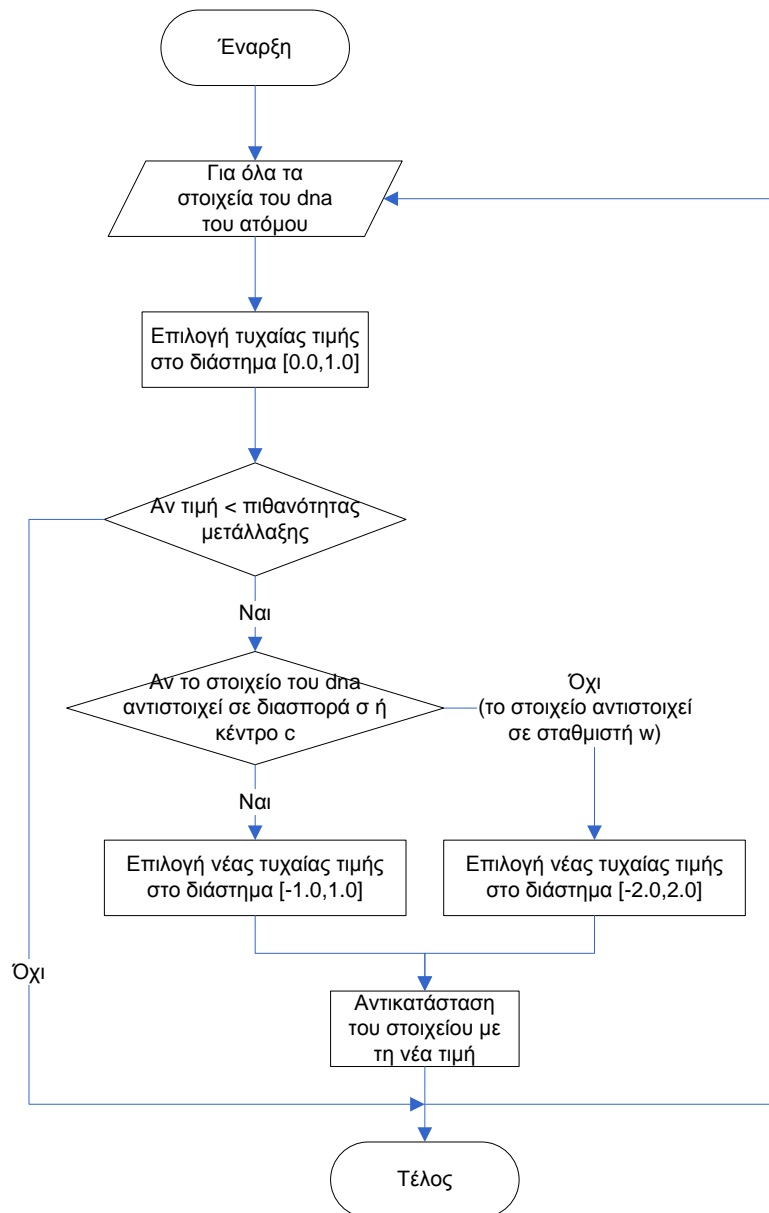 Έναρξη
Για όλα τα
στοιχεία του dna
του ατόμου
Επιλογή τυχαίας τιμής
στο διάστημα [0.0,1.0]
Αν τιμή < πιθανότητας
μετάλλαξης
Ναι
Αν το στοιχείο του dna
αντιστοιχεί σε διασπορά σ ή
κέντρο c
Όχι
(το στοιχείο αντιστοιχεί
σε σταθμιστή w)
Ναι
Επιλογή νέας τυχαίας τιμής
στο διάστημα [-1.0,1.0]
Επιλογή νέας τυχαίας τιμής
στο διάστημα [-2.0,2.0]
Όχι
Αντικατάσταση
του στοιχείου με
τη νέα τιμή
Τέλος